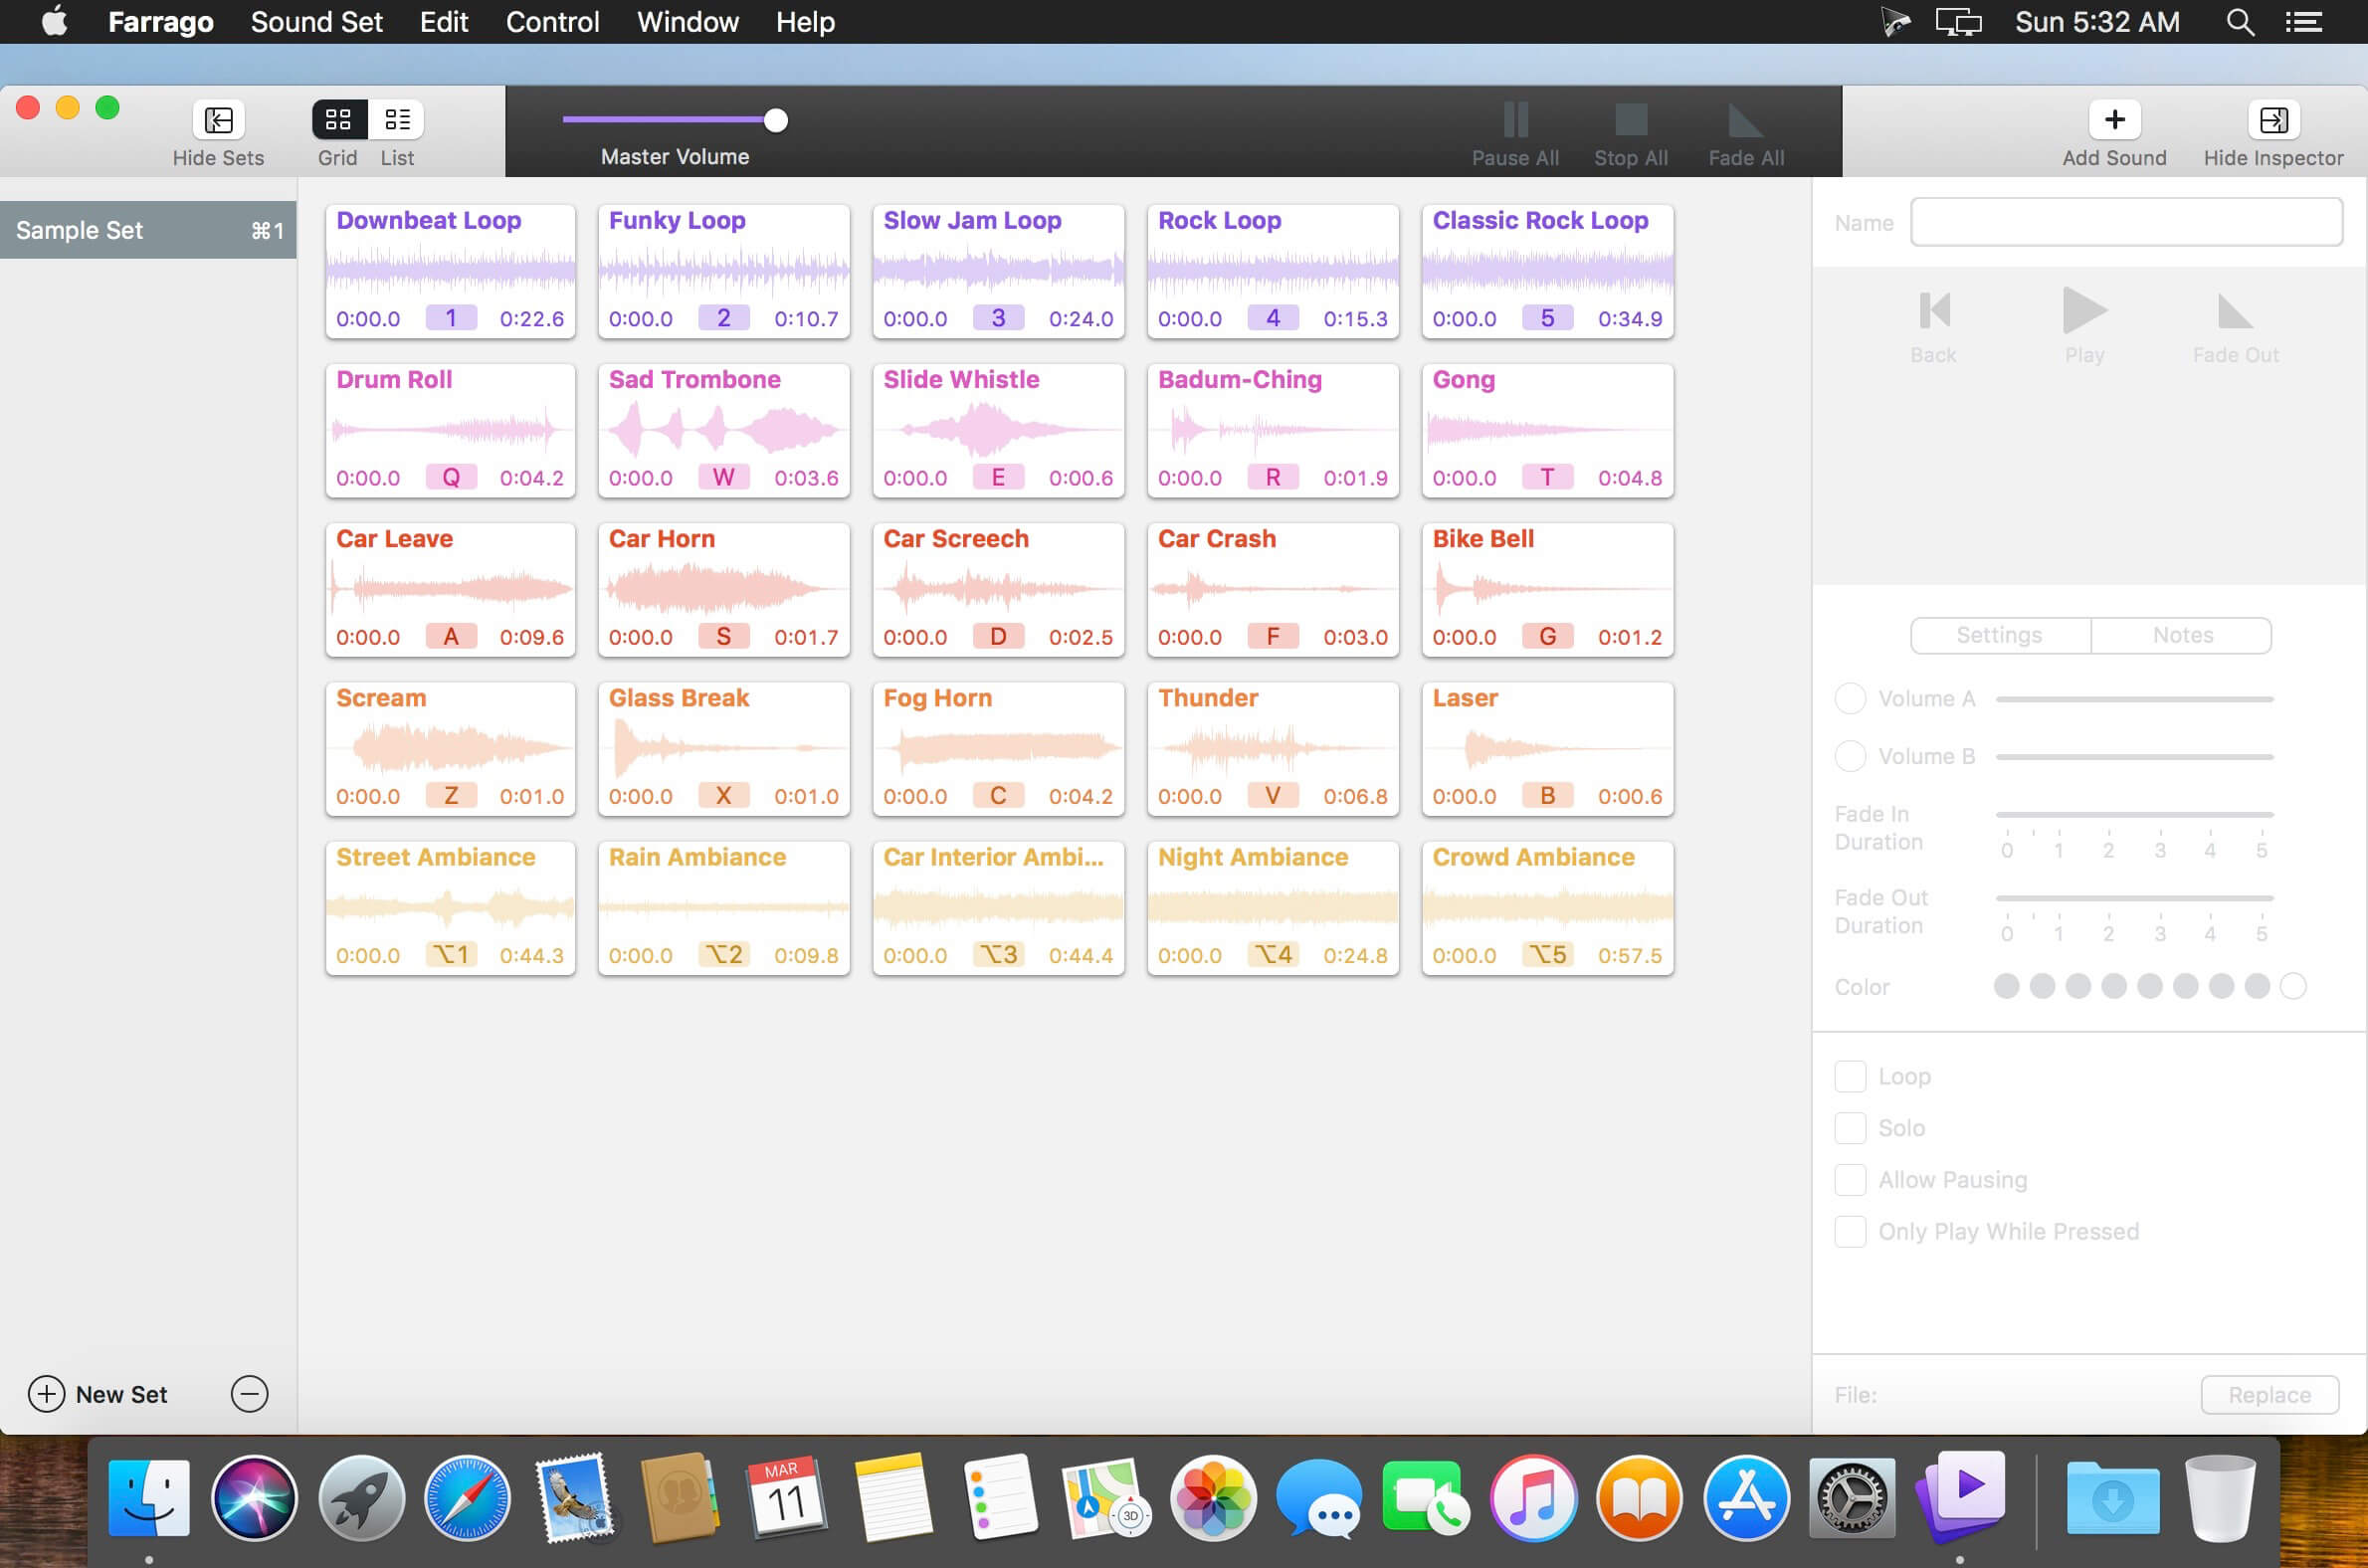 Farrago Sound Set Edit Control Window Help Sun 5:32 AM
Hide Sets Grid List Master Volume Pause All Stop All Fade All Add Sound Hide Inspector
Sample Set ⌘1
Downbeat Loop Funky Loop Slow Jam Loop Rock Loop Classic Rock Loop
0:00.0 1 0:22.6 0:00.0 2 0:10.7 0:00.0 3 0:24.0 0:00.0 4 0:15.3 0:00.0 5 0:34.9
Drum Roll Sad Trombone Slide Whistle Badum-Ching Gong
0:00.0 Q 0:04.2 0:00.0 W 0:03.6 0:00.0 E 0:00.6 0:00.0 R 0:01.9 0:00.0 T 0:04.8
Car Leave Car Horn Car Screech Car Crash Bike Bell
0:00.0 A 0:09.6 0:00.0 S 0:01.7 0:00.0 D 0:02.5 0:00.0 F 0:03.0 0:00.0 G 0:01.2
Scream Glass Break Fog Horn Thunder Laser
0:00.0 Z 0:01.0 0:00.0 X 0:01.0 0:00.0 C 0:04.2 0:00.0 V 0:06.8 0:00.0 B 0:00.6
Street Ambiance Rain Ambiance Car Interior Ambi... Night Ambiance Crowd Ambiance
0:00.0 ⌥1 0:44.3 0:00.0 ⌥2 0:09.8 0:00.0 ⌥3 0:44.4 0:00.0 ⌥4 0:24.8 0:00.0 ⌥5 0:57.5
Name
Back Play Fade Out
Settings Notes
Volume A
Volume B
Fade In
Duration
0 1 2 3 4 5
Fade Out
Duration
0 1 2 3 4 5
Color
Loop
Solo
Allow Pausing
Only Play While Pressed
File: Replace
New Set
MAR
11
3D